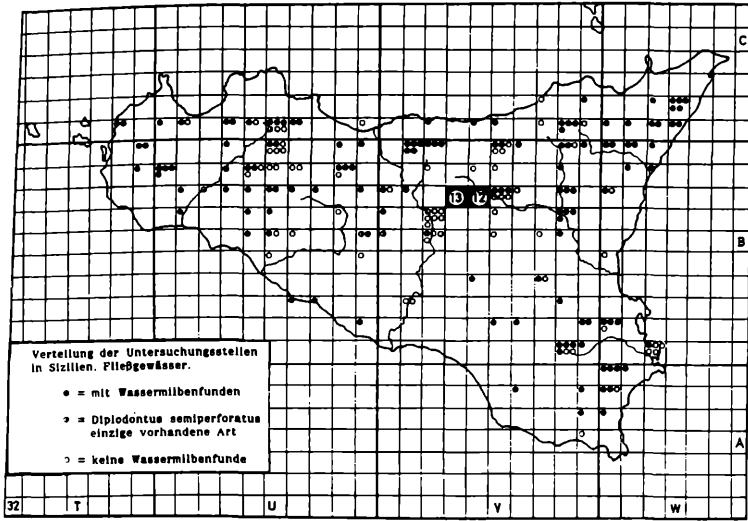 C
13 12
B
Verteilung der Untersuchungsstellen
in Sizilien. Fließgewässer.
● = mit Wassermilbenfunden
= Diplodontus semiperforatus
einzige vorhandene Art
○ = keine Wassermilbenfunde
A
32 T U V W